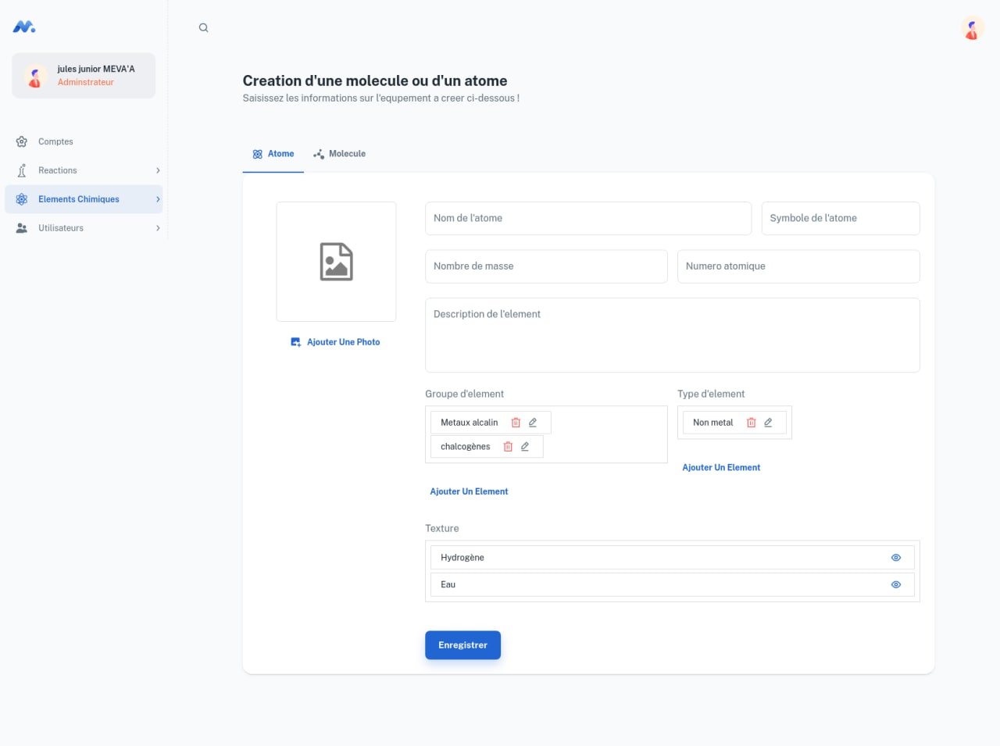 jules junior MEVA'A
Adminstrateur
Comptes
Reactions
Elements Chimiques
Utilisateurs
Creation d'une molecule ou d'un atome
Saisissez les informations sur l'equpement a creer ci-dessous !
Atome
Molecule
Ajouter Une Photo
Nom de l'atome
Symbole de l'atome
Nombre de masse
Numero atomique
Description de l'element
Groupe d'element
Metaux alcalin
chalcogènes
Ajouter Un Element
Type d'element
Non metal
Ajouter Un Element
Texture
Hydrogène
Eau
Enregistrer